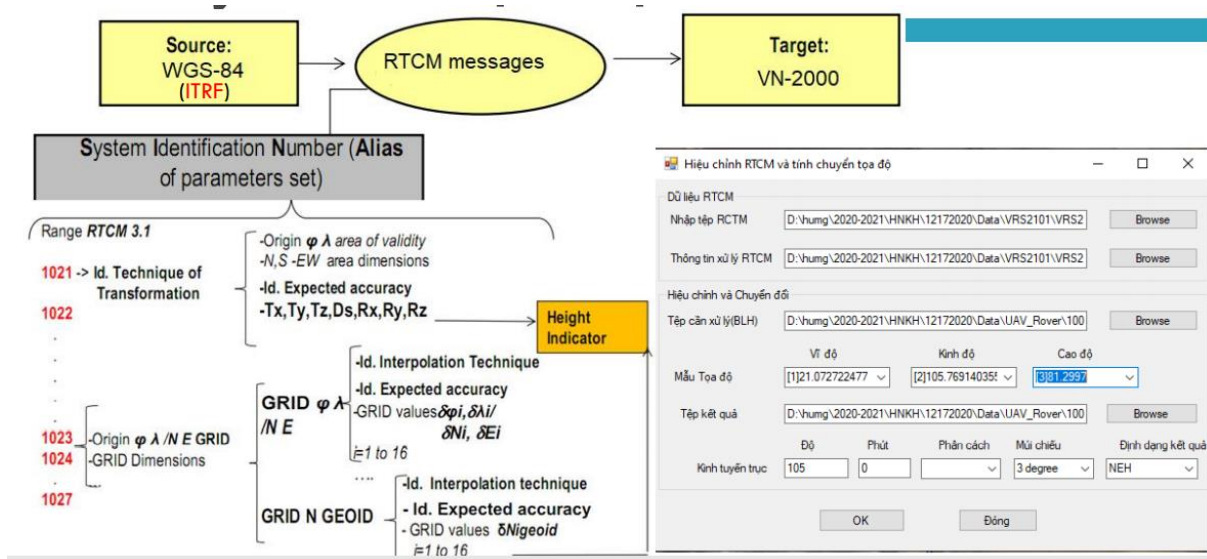 Source:
WGS-84
(ITRF)
RTCM messages
Target:
VN-2000
System Identification Number (Alias
of parameters set)
Range RTCM 3.1
1021 -> Id. Technique of
Transformation
1022
.
.
.
.
1023
1024
.
1027
-Origin φ λ area of validity
-N,S -EW area dimensions
-Id. Expected accuracy
-Tx,Ty,Tz,Ds,Rx,Ry,Rz
Height
Indicator
-Origin φ λ /N E GRID
-GRID Dimensions
...
GRID φ λ
/N E
-Id. Interpolation Technique
-Id. Expected accuracy
-GRID values δφi,δλi/
δNi, δEi
i=1 to 16
....
GRID N GEOID
-Id. Interpolation technique
- Id. Expected accuracy
- GRID values δNigeoid
i=1 to 16
Hiệu chỉnh RTCM và tính chuyển tọa độ
Dữ liệu RTCM
Nhập tệp RCTM D:\humg\2020-2021\HNKH\12172020\Data\VRS2101\VRS2 Browse
Thông tin xử lý RTCM D:\humg\2020-2021\HNKH\12172020\Data\VRS2101\VRS2 Browse
Hiệu chỉnh và Chuyển đổi
Tệp cần xử lý(BLH) D:\humg\2020-2021\HNKH\12172020\Data\UAV_Rover\100 Browse
Vĩ độ Kinh độ Cao độ
Mẫu Tọa độ [1]21.072722477 [2]105.769140355 [3]81.2997
Tệp kết quả D:\humg\2020-2021\HNKH\12172020\Data\UAV_Rover\100 Browse
Độ Phút Phân cách Múi chiếu Định dạng kết quả
Kinh tuyến trục 105 0 3 degree NEH
OK Đóng